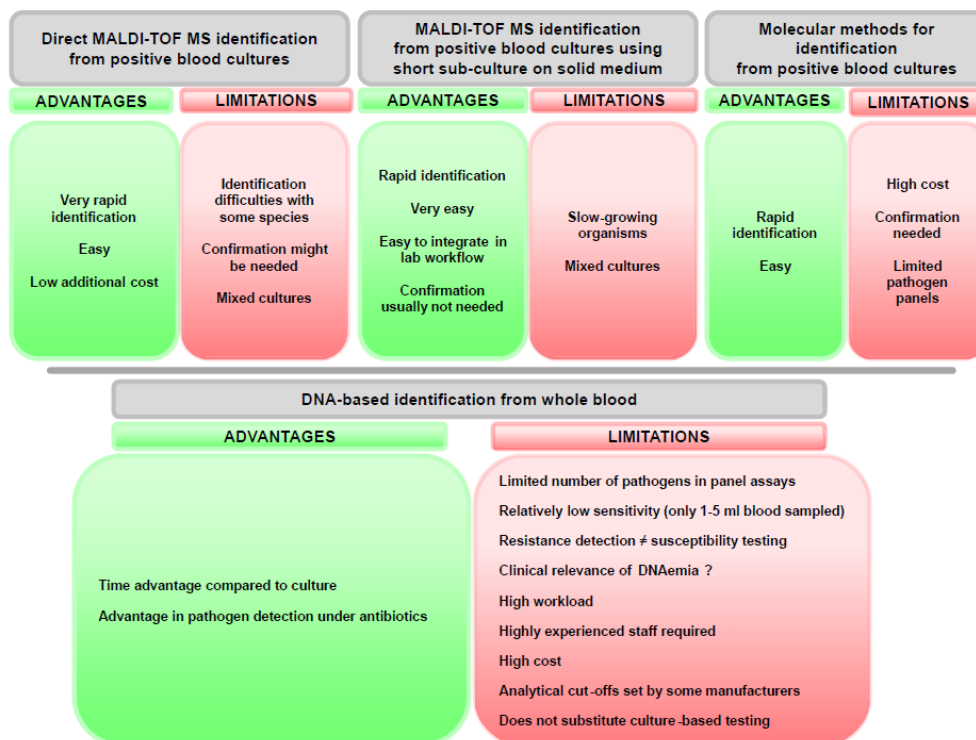 Direct MALDI-TOF MS identification
from positive blood cultures
ADVANTAGES
LIMITATIONS
Very rapid
identification
Easy
Low additional cost
Identification
difficulties with
some species
Confirmation might
be needed
Mixed cultures
MALDI-TOF MS identification
from positive blood cultures using
short sub-culture on solid medium
ADVANTAGES
LIMITATIONS
Rapid identification
Very easy
Easy to integrate in
lab workflow
Confirmation
usually not needed
Slow-growing
organisms
Mixed cultures
Molecular methods for
identification
from positive blood cultures
ADVANTAGES
LIMITATIONS
Rapid
identification
Easy
High cost
Confirmation
needed
Limited
pathogen
panels
DNA-based identification from whole blood
ADVANTAGES
LIMITATIONS
Time advantage compared to culture
Advantage in pathogen detection under antibiotics
Limited number of pathogens in panel assays
Relatively low sensitivity (only 1-5 ml blood sampled)
Resistance detection ≠ susceptibility testing
Clinical relevance of DNAemia ?
High workload
Highly experienced staff required
High cost
Analytical cut-offs set by some manufacturers
Does not substitute culture-based testing